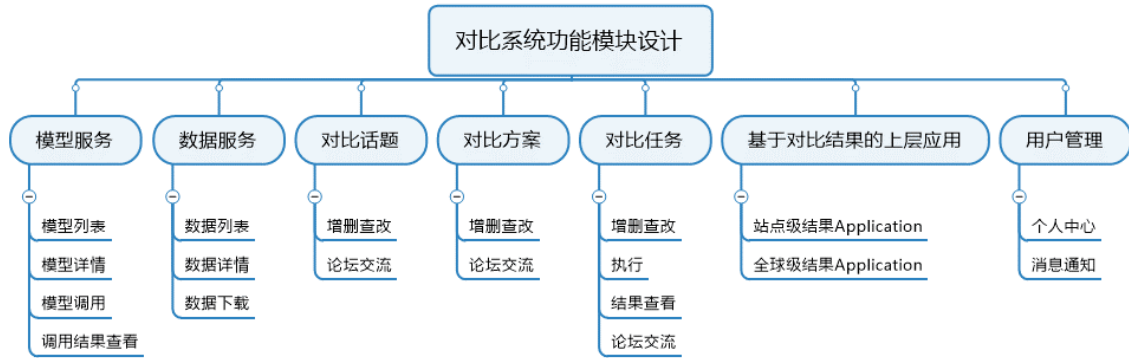 对比系统功能模块设计
模型服务
数据服务
对比话题
对比方案
对比任务
基于对比结果的上层应用
用户管理
模型列表
模型详情
模型调用
调用结果查看
数据列表
数据详情
数据下载
增删查改
论坛交流
增删查改
论坛交流
增删查改
执行
结果查看
论坛交流
站点级结果Application
全球级结果Application
个人中心
消息通知